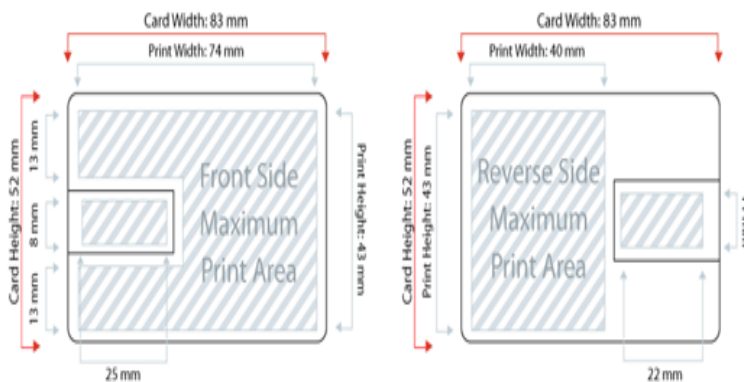 Card Width: 83 mm
Print Width: 74 mm
Card Height: 52 mm
13 mm
8 mm
13 mm
Front Side
Maximum
Print Area
Print Height: 43 mm
25 mm
Card Width: 83 mm
Print Width: 40 mm
Card Height: 52 mm
Print Height: 43 mm
Reverse Side
Maximum
Print Area
22 mm